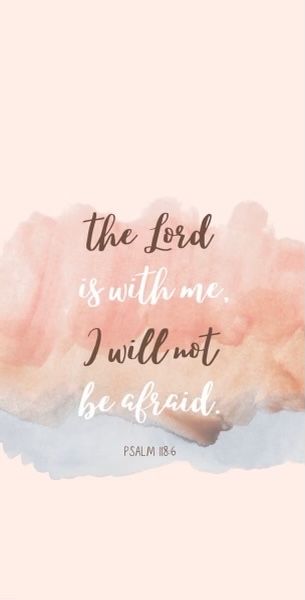 the Lord
is with me,
I will not
be afraid.
PSALM 118:6